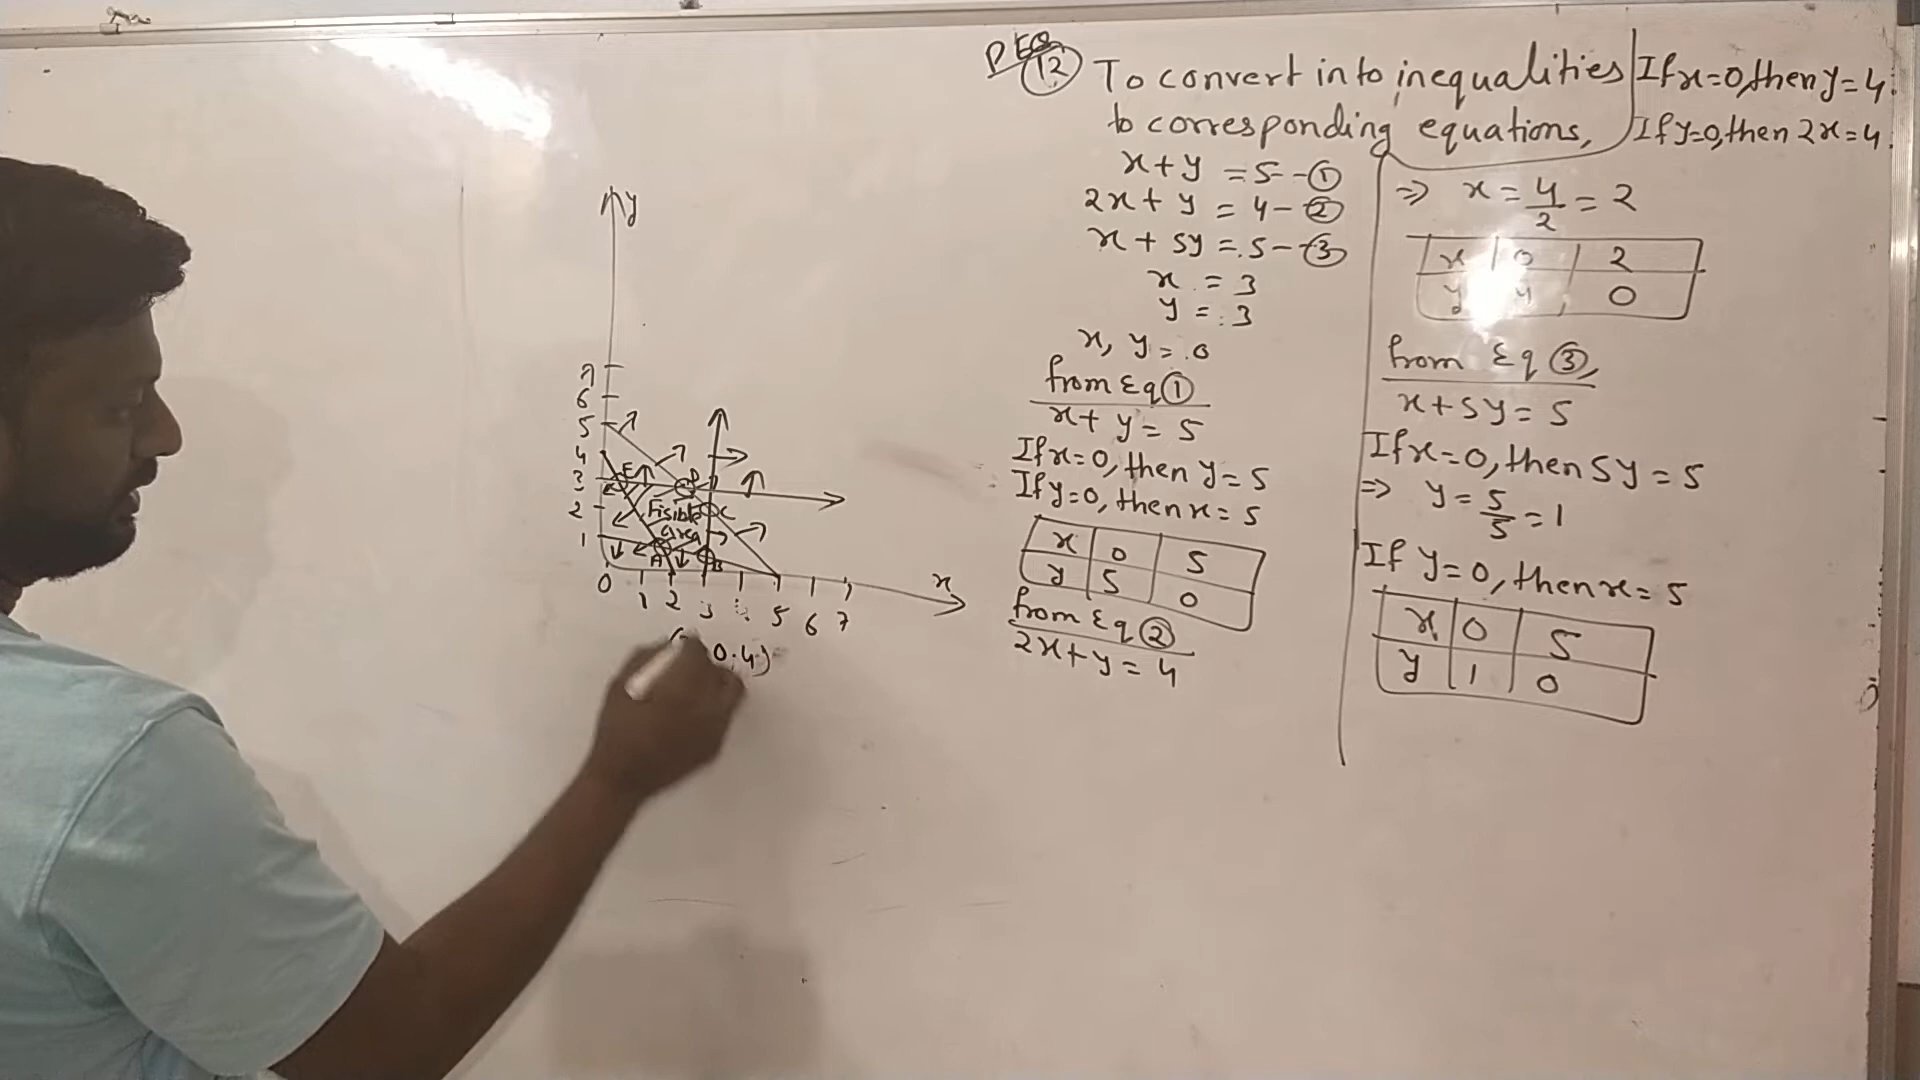 PEQ
12 To convert into inequalities
to corresponding equations,
x + y = 5 - ①
2x + y = 4 - ②
x + 5y = 5 - ③
x = 3
y = 3
x, y = 0
from Eq ①
x + y = 5
If x=0, then y = 5
If y=0, then x = 5
x 0 5
y 5 0
from Eq ②
2x + y = 4
If x=0, then y = 4
If y=0, then 2x = 4
⇒ x = 4/2 = 2
x 0 2
y 4 0
from Eq ③,
x + 5y = 5
If x=0, then 5y = 5
⇒ y = 5/5 = 1
If y=0, then x = 5
x 0 5
y 1 0
y
7
6
5
4
3 E D
2 Fisible C
1 area
A B
0 1 2 3 5 6 7 x
0.4)